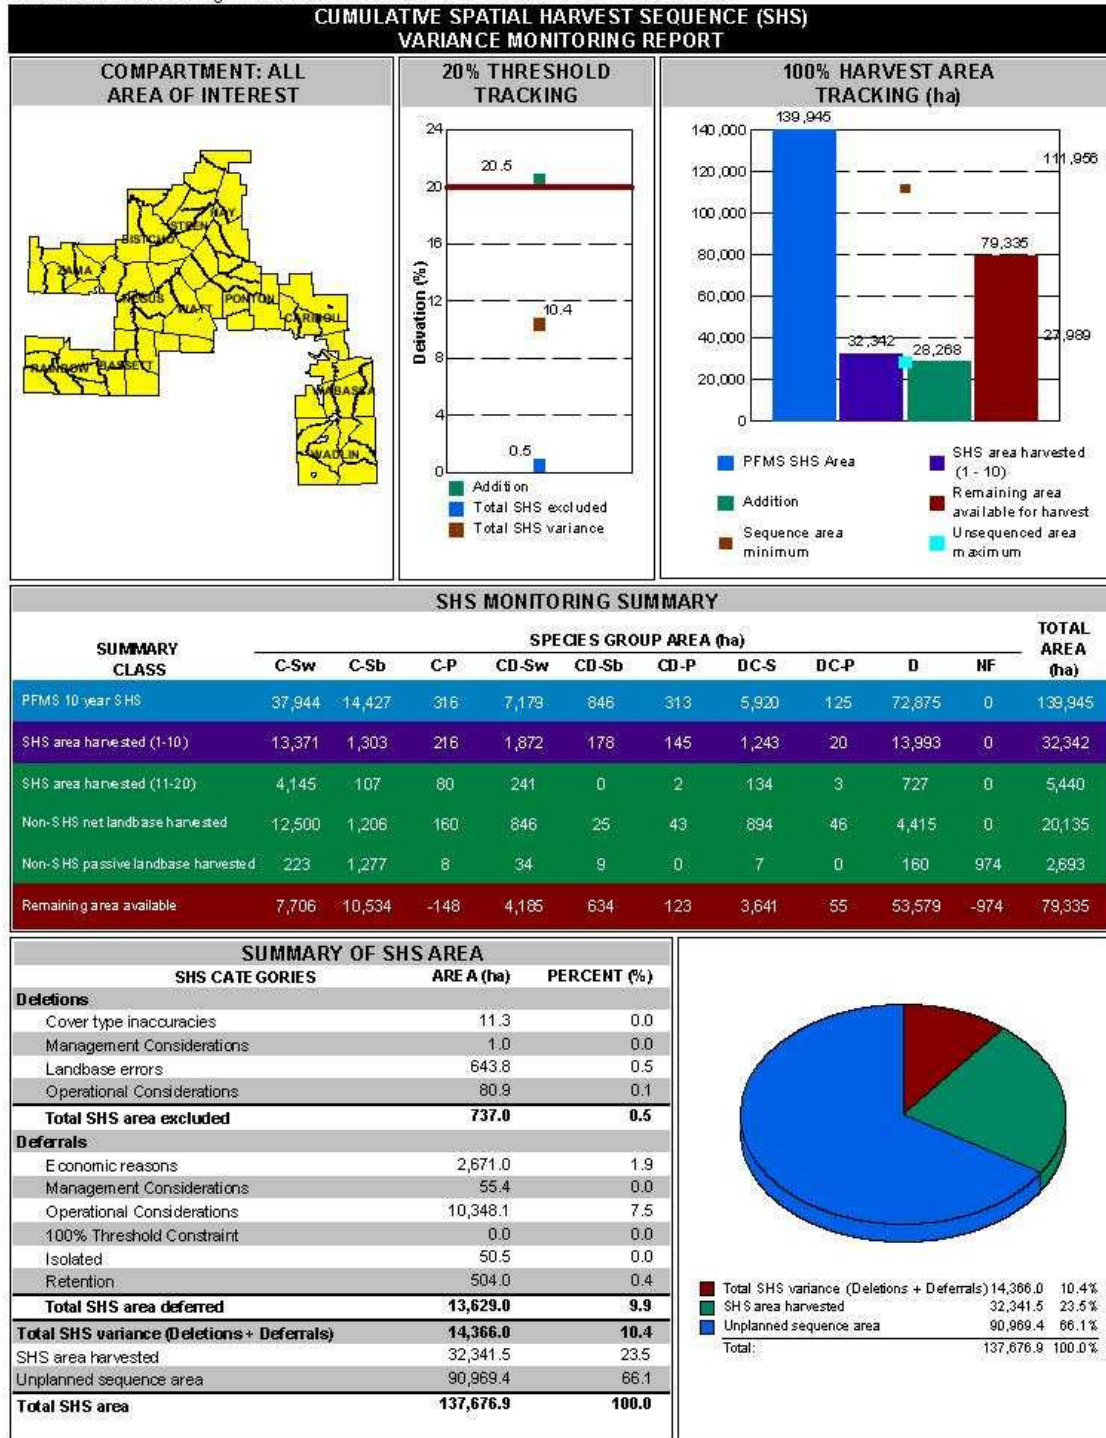 CUMULATIVE SPATIAL HARVEST SEQUENCE (SHS)
VARIANCE MONITORING REPORT
COMPARTMENT: ALL
AREA OF INTEREST
HAY
STEEN
BISTCHO
ZAMA
NEGUS
WATT
PONTON
CARIBOU
RAINBOW
BASSETT
WABASCA
WADLIN
20% THRESHOLD
TRACKING
Deivation (%)
24
20
16
12
8
4
0
20.5
10.4
0.5
Addition
Total SHS excluded
Total SHS variance
100% HARVEST AREA
TRACKING (ha)
140,000
120,000
100,000
80,000
60,000
40,000
20,000
0
139,945
111,956
79,335
32,342
28,268
27,989
PFMS SHS Area
SHS area harvested
(1 - 10)
Addition
Remaining area
available for harvest
Sequence area
minimum
Unsequenced area
maximum
SHS MONITORING SUMMARY
SUMMARY
CLASS
SPECIES GROUP AREA (ha)
TOTAL
AREA
(ha)
C-Sw C-Sb C-P CD-Sw CD-Sb CD-P DC-S DC-P D NF
PFMS 10 year SHS 37,944 14,427 316 7,179 846 313 5,920 125 72,875 0 139,945
SHS area harvested (1-10) 13,371 1,303 216 1,872 178 145 1,243 20 13,993 0 32,342
SHS area harvested (11-20) 4,145 107 80 241 0 2 134 3 727 0 5,440
Non-SHS net landbase harvested 12,500 1,206 160 846 25 43 894 46 4,415 0 20,135
Non-SHS passive landbase harvested 223 1,277 8 34 9 0 7 0 160 974 2,693
Remaining area available 7,706 10,534 -148 4,185 634 123 3,641 55 53,579 -974 79,335
SUMMARY OF SHS AREA
SHS CATEGORIES AREA (ha) PERCENT (%)
Deletions
Cover type inaccuracies 11.3 0.0
Management Considerations 1.0 0.0
Landbase errors 643.8 0.5
Operational Considerations 80.9 0.1
Total SHS area excluded 737.0 0.5
Deferrals
Economic reasons 2,671.0 1.9
Management Considerations 55.4 0.0
Operational Considerations 10,348.1 7.5
100% Threshold Constraint 0.0 0.0
Isolated 50.5 0.0
Retention 504.0 0.4
Total SHS area deferred 13,629.0 9.9
Total SHS variance (Deletions + Deferrals) 14,366.0 10.4
SHS area harvested 32,341.5 23.5
Unplanned sequence area 90,969.4 66.1
Total SHS area 137,676.9 100.0
Total SHS variance (Deletions + Deferrals) 14,366.0 10.4%
SHS area harvested 32,341.5 23.5%
Unplanned sequence area 90,969.4 66.1%
Total: 137,676.9 100.0%